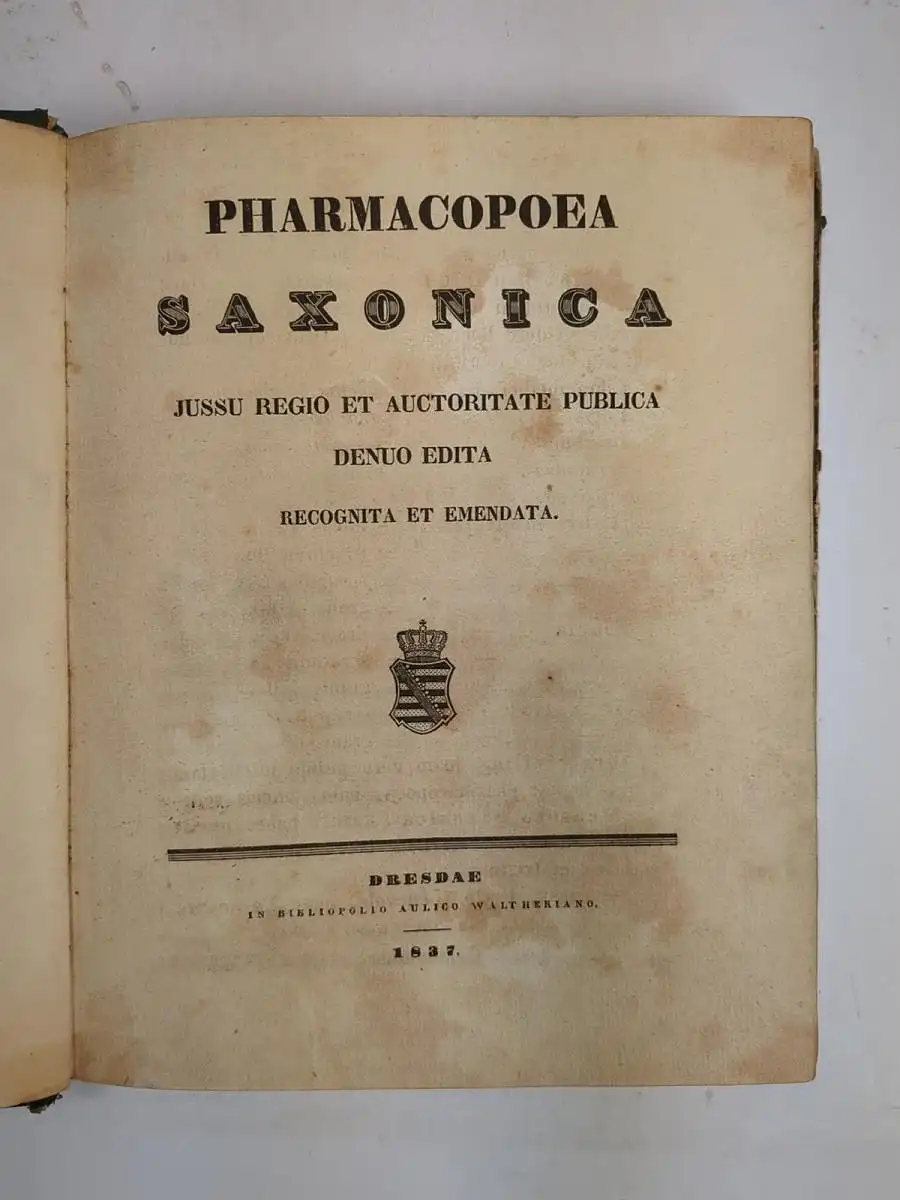 PHARMACOPOEA
SAXONICA
JUSSU REGIO ET AUCTORITATE PUBLICA
DENUO EDITA
RECOGNITA ET EMENDATA.
DRESDAE
IN BIBLIOPOLIO AULICO WALTHERIANO.
1837.